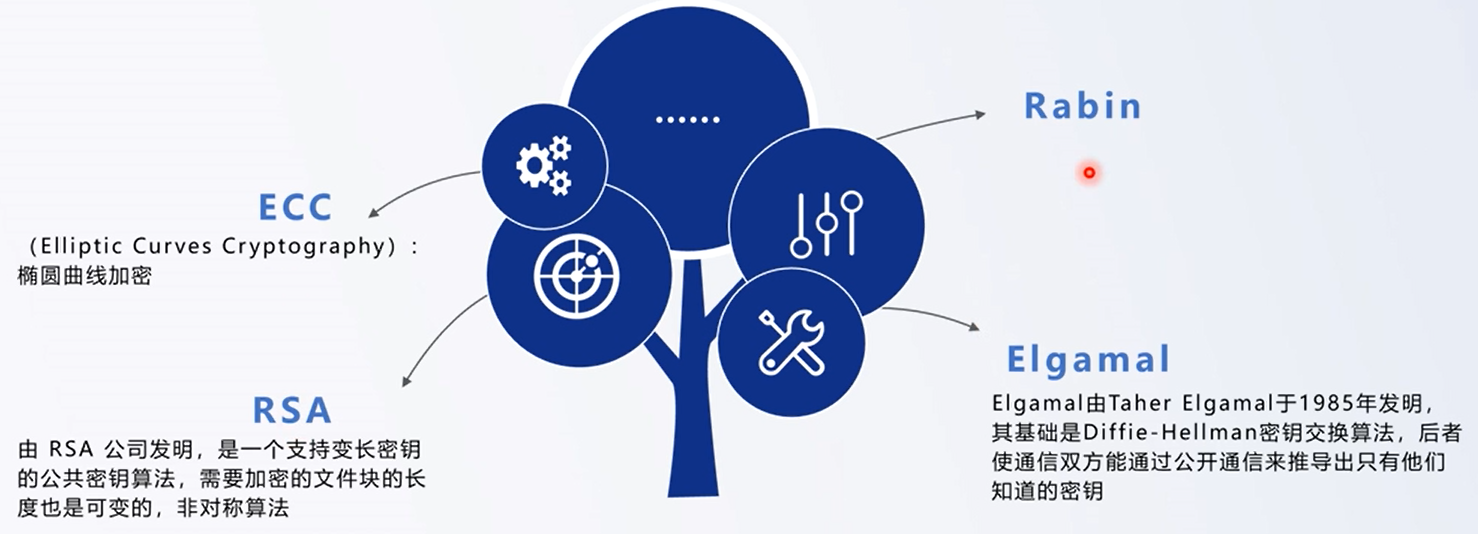 ……
Rabin
ECC
（Elliptic Curves Cryptography）：
椭圆曲线加密
Elgamal
Elgamal由Taher Elgamal于1985年发明，
其基础是Diffie-Hellman密钥交换算法，后者
使通信双方能通过公开通信来推导出只有他们
知道的密钥
RSA
由 RSA 公司发明，是一个支持变长密钥
的公共密钥算法，需要加密的文件块的长
度也是可变的，非对称算法